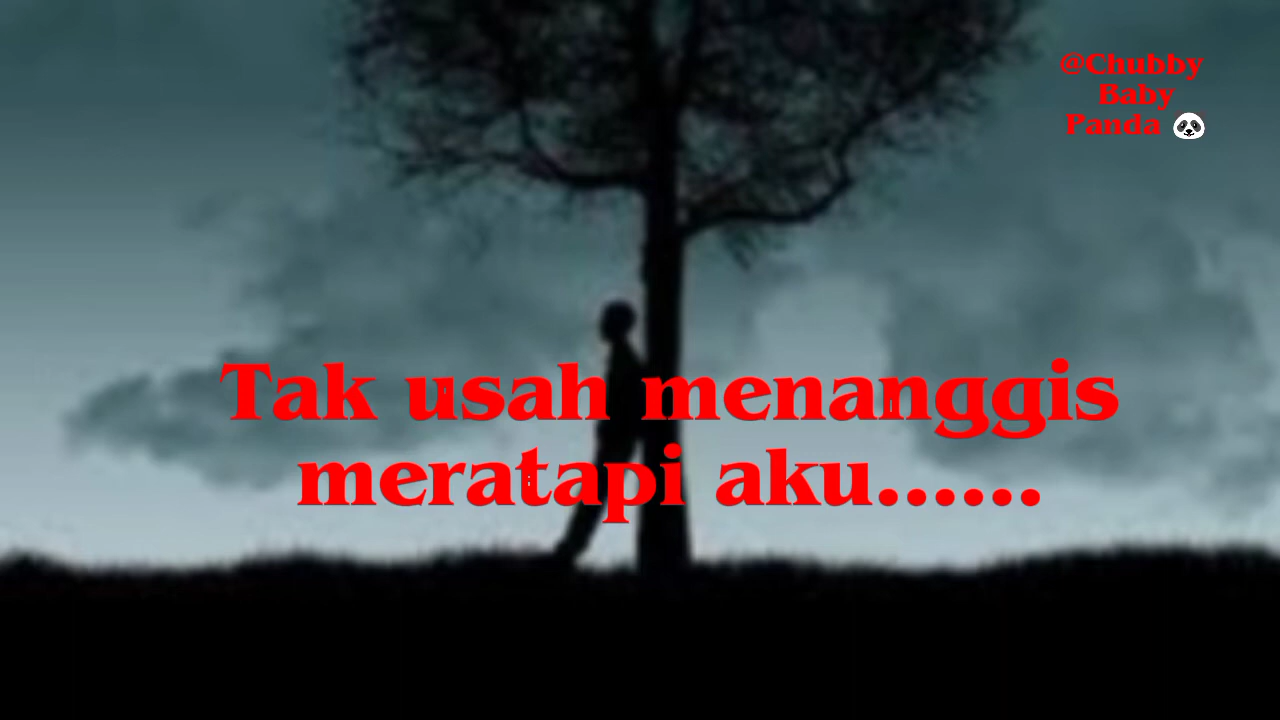 @Chubby
Baby
Panda 🐼
Tak usah menanggis
meratapi aku......